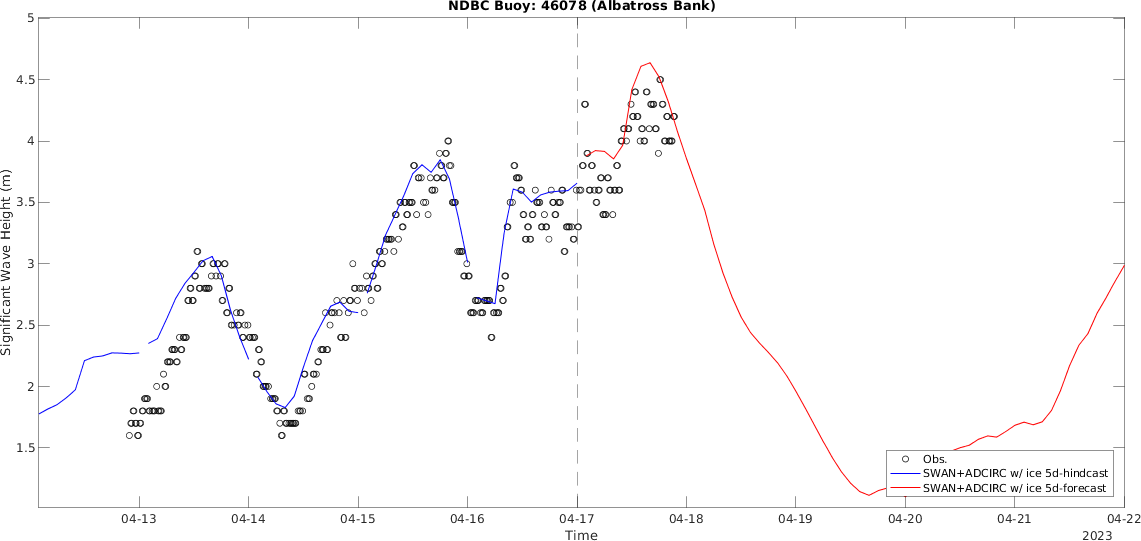 NDBC Buoy: 46078 (Albatross Bank)
5
4.5
4
3.5
3
2.5
2
1.5
Significant Wave Height (m)
Obs.
SWAN+ADCIRC w/ ice 5d-hindcast
SWAN+ADCIRC w/ ice 5d-forecast
04-13 04-14 04-15 04-16 04-17 04-18 04-19 04-20 04-21 04-22
Time
2023